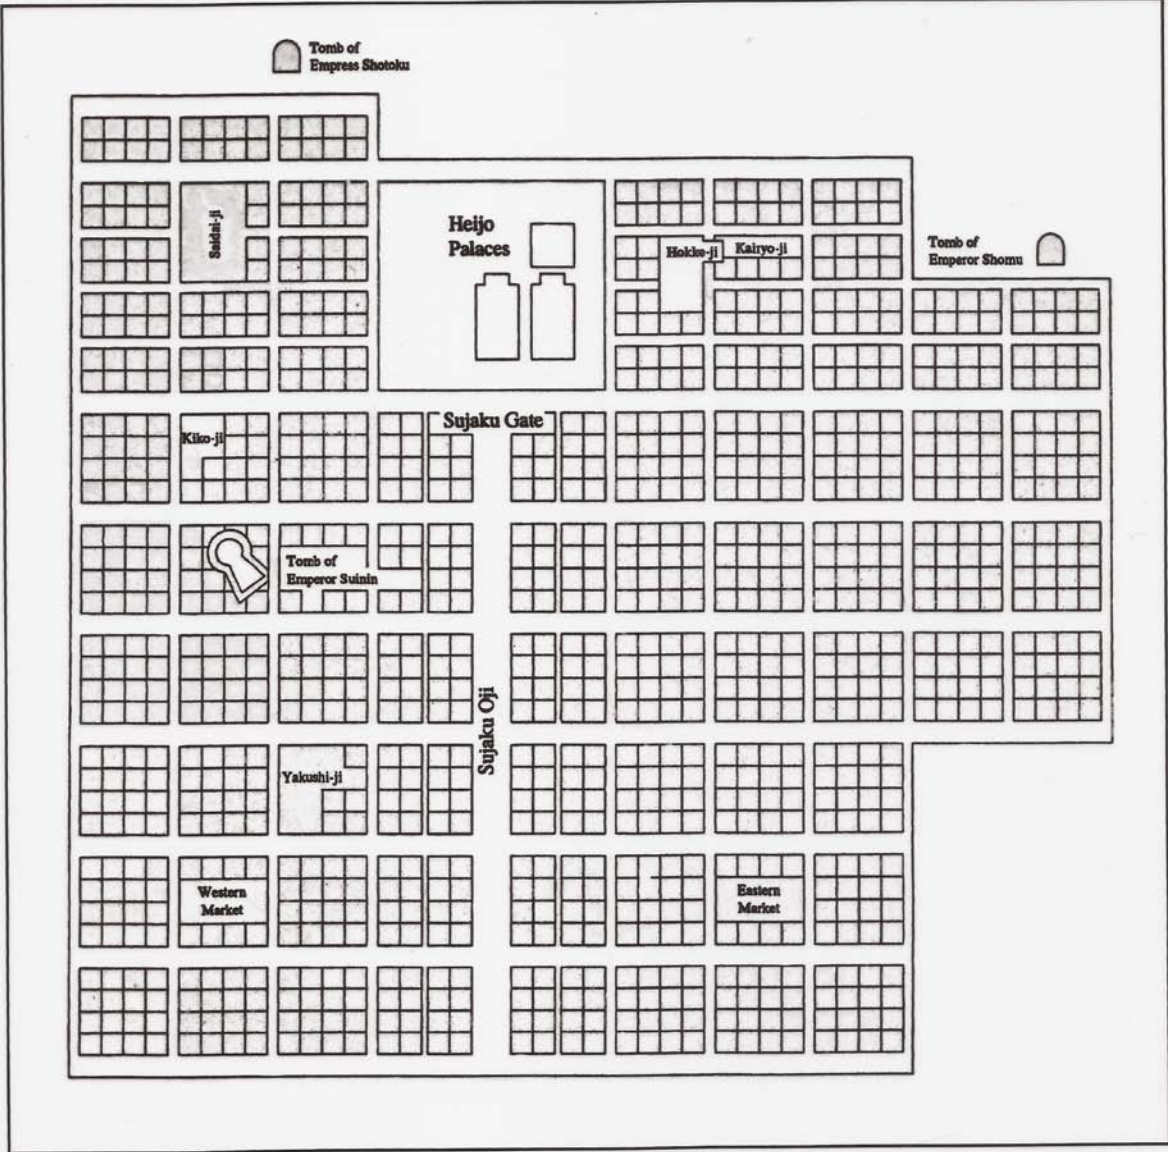 Tomb of
Empress Shotoku
Saidai-ji
Heijo
Palaces
Hokke-ji
Kairyo-ji
Tomb of
Emperor Shomu
Sujaku Gate
Kiko-ji
Tomb of
Emperor Suinin
Sujaku Oji
Yakushi-ji
Western
Market
Eastern
Market